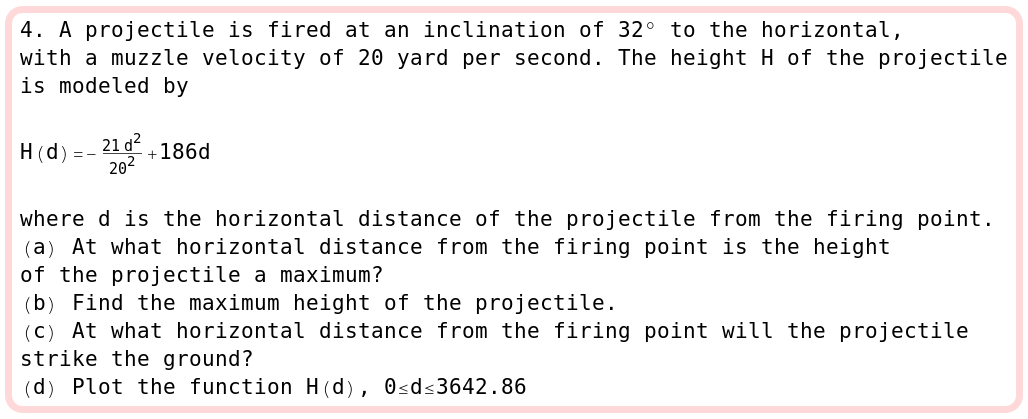 4. A projectile is fired at an inclination of 32° to the horizontal,
with a muzzle velocity of 20 yard per second. The height H of the projectile
is modeled by
H(d)=-\frac{21 d^2}{20^2}+186d
where d is the horizontal distance of the projectile from the firing point.
(a) At what horizontal distance from the firing point is the height
of the projectile a maximum?
(b) Find the maximum height of the projectile.
(c) At what horizontal distance from the firing point will the projectile
strike the ground?
(d) Plot the function H(d), 0≤d≤3642.86